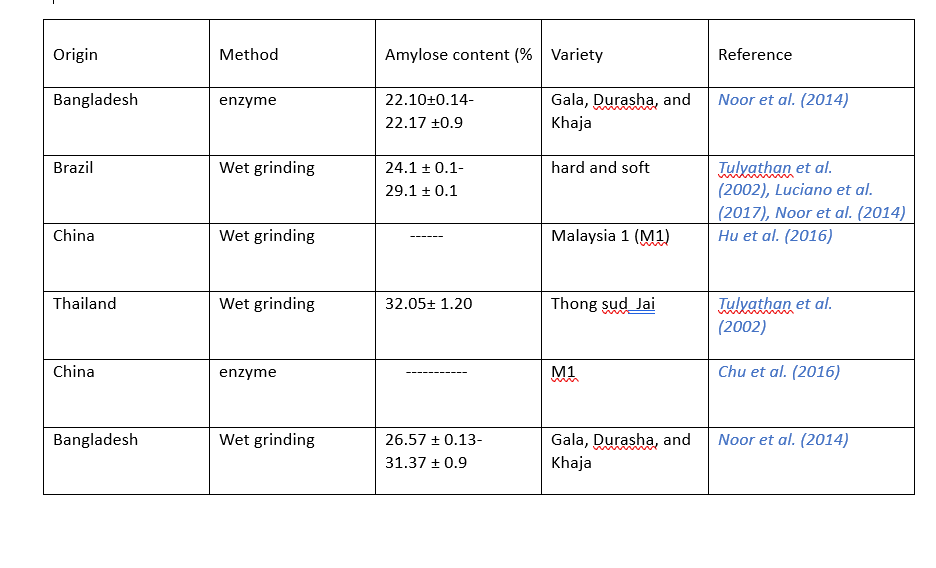 Origin Method Amylose content (% Variety Reference
Bangladesh enzyme 22.10±0.14- Gala, Durasha, and Noor et al. (2014)
22.17 ±0.9 Khaja
Brazil Wet grinding 24.1 ± 0.1- hard and soft Tulyathan et al.
29.1 ± 0.1 (2002), Luciano et al.
(2017), Noor et al. (2014)
China Wet grinding ------ Malaysia 1 (M1) Hu et al. (2016)
Thailand Wet grinding 32.05± 1.20 Thong sud Jai Tulyathan et al.
(2002)
China enzyme ----------- M1 Chu et al. (2016)
Bangladesh Wet grinding 26.57 ± 0.13- Gala, Durasha, and Noor et al. (2014)
31.37 ± 0.9 Khaja